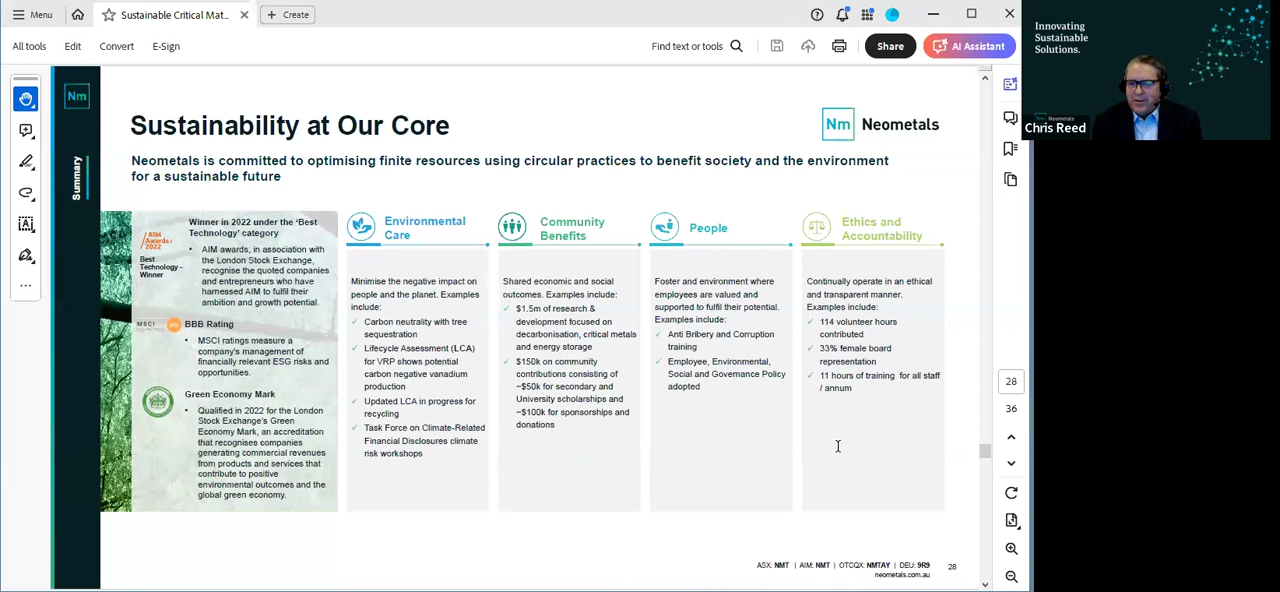 Menu
Sustainable Critical Mat...
Create
All tools
Edit
Convert
E-Sign
Find text or tools
Share
AI Assistant
Innovating
Sustainable
Solutions.
Neometals
Chris Reed
Nm
Summary
Sustainability at Our Core
Nm Neometals
Neometals is committed to optimising finite resources using circular practices to benefit society and the environment
for a sustainable future
AIM
Awards/
2022
Best
Technology -
Winner
Winner in 2022 under the ‘Best
Technology’ category
• AIM awards, in association with
the London Stock Exchange,
recognise the quoted companies
and entrepreneurs who have
harnessed AIM to fulfil their
ambition and growth potential.
MSCI
BBB Rating
• MSCI ratings measure a
company's management of
financially relevant ESG risks and
opportunities.
Green Economy Mark
• Qualified in 2022 for the London
Stock Exchange's Green
Economy Mark, an accreditation
that recognises companies
generating commercial revenues
from products and services that
contribute to positive
environmental outcomes and the
global green economy.
Environmental
Care
Minimise the negative impact on
people and the planet. Examples
include:
✓ Carbon neutrality with tree
sequestration
✓ Lifecycle Assessment (LCA)
for VRP shows potential
carbon negative vanadium
production
✓ Updated LCA in progress for
recycling
✓ Task Force on Climate-Related
Financial Disclosures climate
risk workshops
Community
Benefits
Shared economic and social
outcomes. Examples include:
✓ $1.5m of research &
development focused on
decarbonisation, critical metals
and energy storage
✓ $150k on community
contributions consisting of
~$50k for secondary and
University scholarships and
~$100k for sponsorships and
donations
People
Foster and environment where
employees are valued and
supported to fulfil their potential.
Examples include:
✓ Anti Bribery and Corruption
training
✓ Employee, Environmental,
Social and Governance Policy
adopted
Ethics and
Accountability
Continually operate in an ethical
and transparent manner.
Examples include:
✓ 114 volunteer hours
contributed
✓ 33% female board
representation
✓ 11 hours of training for all staff
/ annum
28
36
ASX: NMT | AIM: NMT | OTCQX: NMTAY | DEU: 9R9
neometals.com.au
28